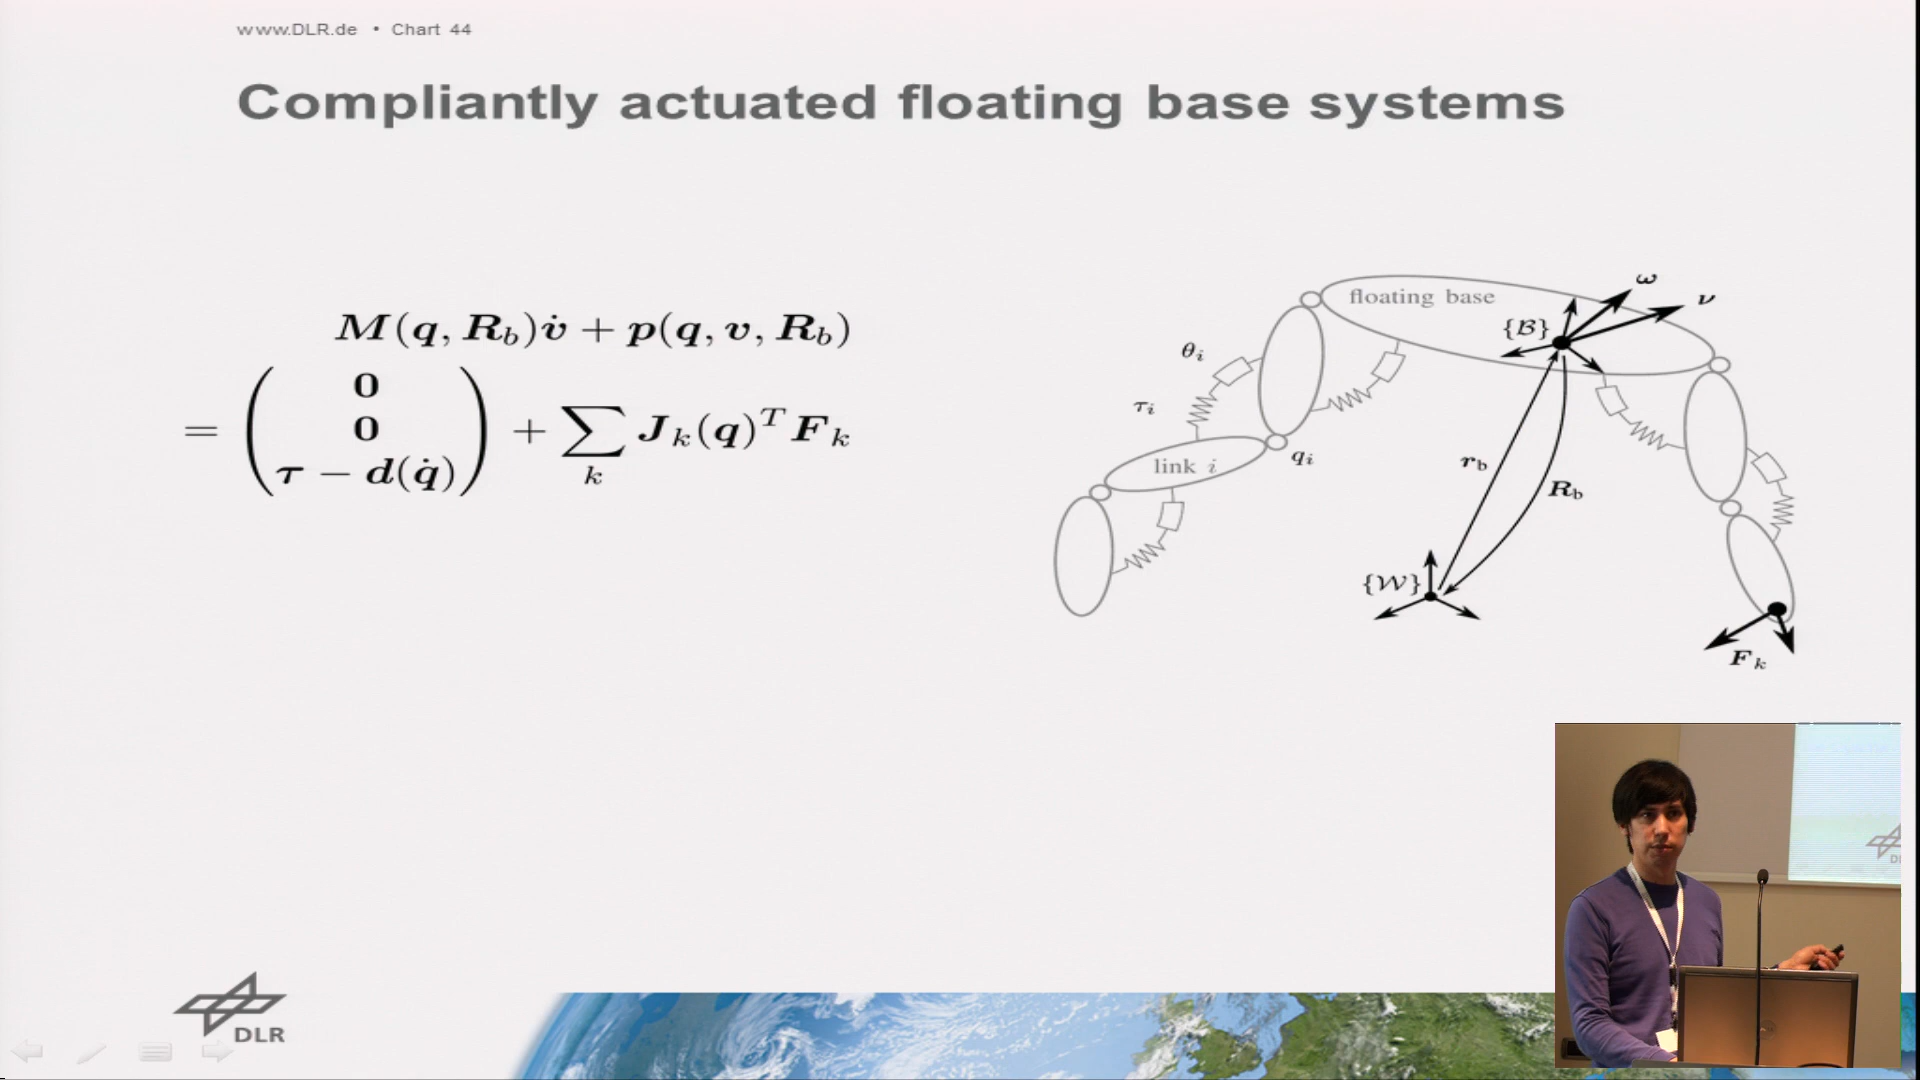 www.DLR.de • Chart 44
Compliantly actuated floating base systems
M(q, R_b)v̇ + p(q, v, R_b)
= (0 0 τ − d(q̇)) + ∑_k J_k(q)^T F_k
floating base
ω
ν
{B}
θ_i
τ_i
link i
q_i
r_b
R_b
{W}
F_k
DLR